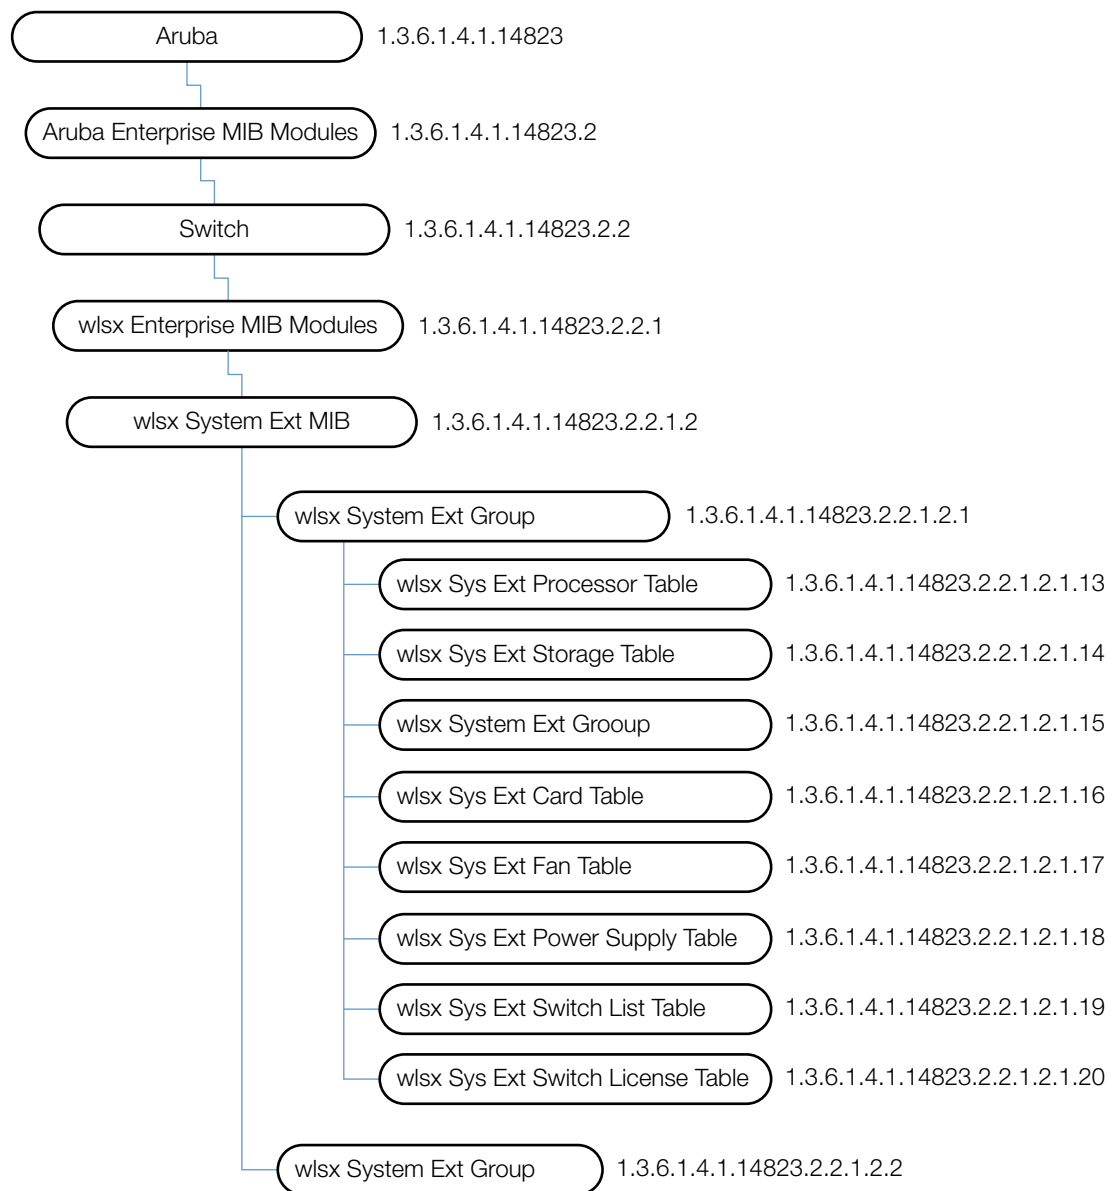 Aruba 1.3.6.1.4.1.14823
Aruba Enterprise MIB Modules 1.3.6.1.4.1.14823.2
Switch 1.3.6.1.4.1.14823.2.2
wlsx Enterprise MIB Modules 1.3.6.1.4.1.14823.2.2.1
wlsx System Ext MIB 1.3.6.1.4.1.14823.2.2.1.2
wlsx System Ext Group 1.3.6.1.4.1.14823.2.2.1.2.1
wlsx Sys Ext Processor Table 1.3.6.1.4.1.14823.2.2.1.2.1.13
wlsx Sys Ext Storage Table 1.3.6.1.4.1.14823.2.2.1.2.1.14
wlsx System Ext Grooup 1.3.6.1.4.1.14823.2.2.1.2.1.15
wlsx Sys Ext Card Table 1.3.6.1.4.1.14823.2.2.1.2.1.16
wlsx Sys Ext Fan Table 1.3.6.1.4.1.14823.2.2.1.2.1.17
wlsx Sys Ext Power Supply Table 1.3.6.1.4.1.14823.2.2.1.2.1.18
wlsx Sys Ext Switch List Table 1.3.6.1.4.1.14823.2.2.1.2.1.19
wlsx Sys Ext Switch License Table 1.3.6.1.4.1.14823.2.2.1.2.1.20
wlsx System Ext Group 1.3.6.1.4.1.14823.2.2.1.2.2